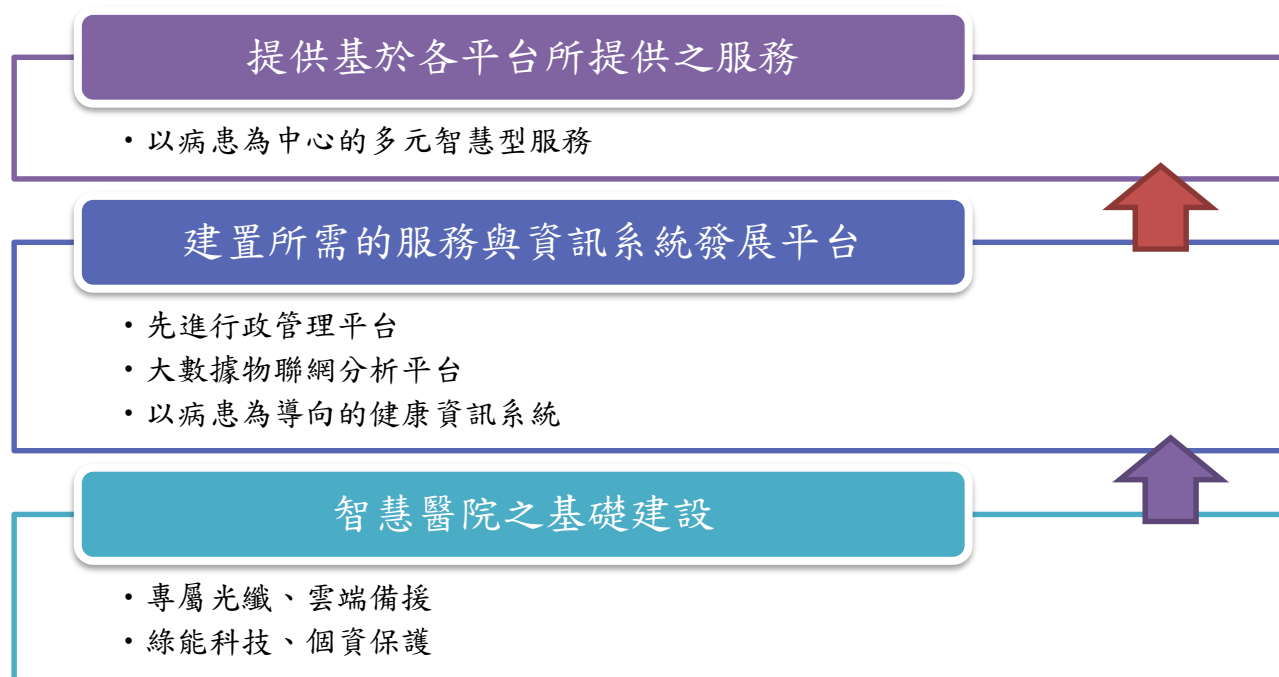 提供基於各平台所提供之服務
・以病患為中心的多元智慧型服務
建置所需的服務與資訊系統發展平台
・先進行政管理平台
・大數據物聯網分析平台
・以病患為導向的健康資訊系統
智慧醫院之基礎建設
・專屬光纖、雲端備援
・綠能科技、個資保護